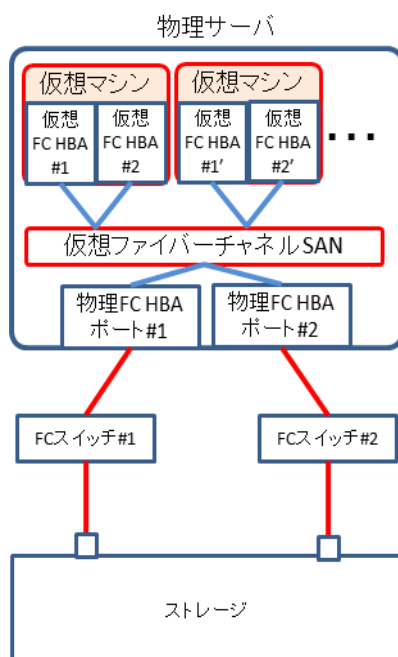 物理サーバ
仮想マシン
仮想
FC HBA
#1
仮想
FC HBA
#2
仮想マシン
仮想
FC HBA
#1’
仮想
FC HBA
#2’
・・・
仮想ファイバーチャネルSAN
物理FC HBA
ポート#1
物理FC HBA
ポート#2
FCスイッチ#1
FCスイッチ#2
ストレージ